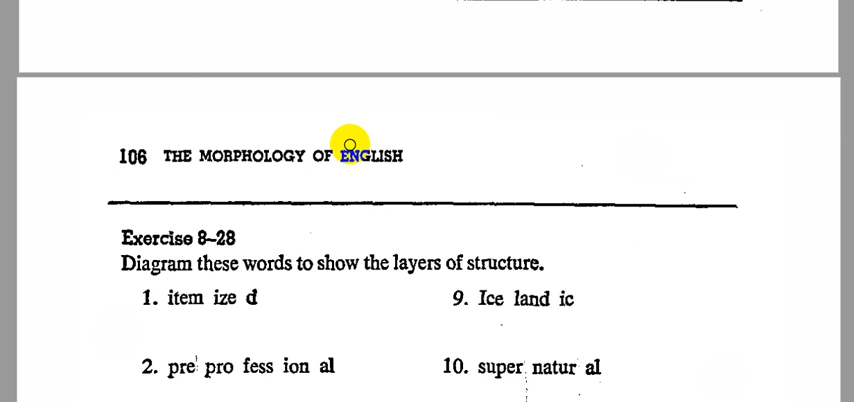 106 THE MORPHOLOGY OF ENGLISH
Exercise 8–28
Diagram these words to show the layers of structure.
1. item ize d
9. Ice land ic
2. pre pro fess ion al
10. super natur al